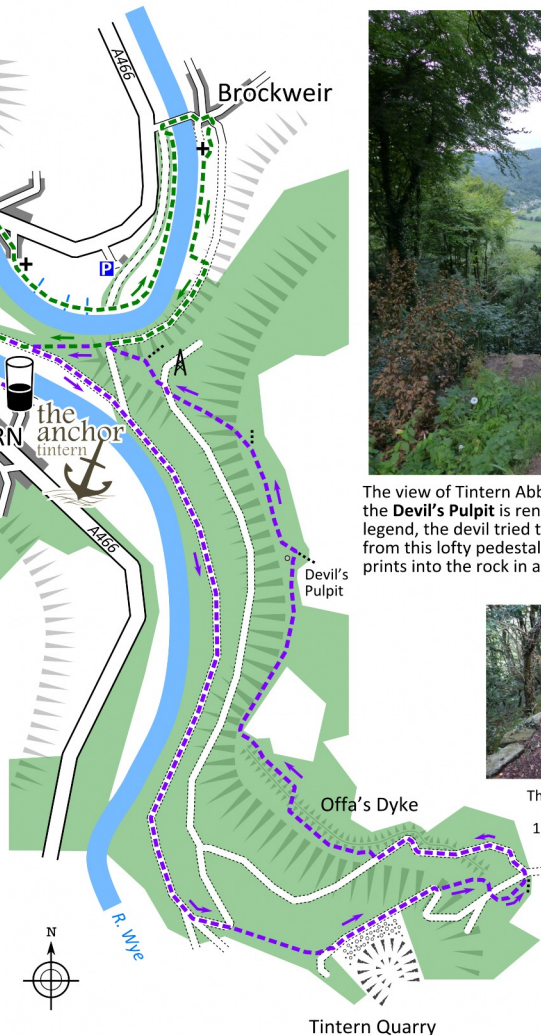 A466
Brockweir
P
the
anchor
tintern
RN
A466
The view of Tintern Abb
the Devil's Pulpit is ren
legend, the devil tried t
from this lofty pedestal
prints into the rock in a
Devil's
Pulpit
Th
1
Offa's Dyke
R. Wye
N
Tintern Quarry